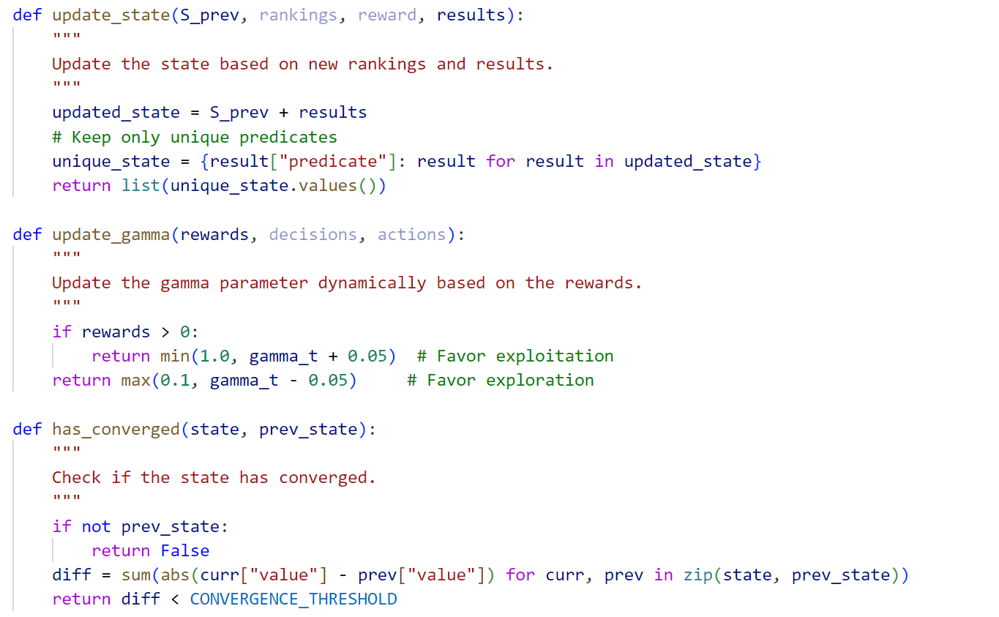 def update_state(S_prev, rankings, reward, results):
    """
    Update the state based on new rankings and results.
    """
    updated_state = S_prev + results
    # Keep only unique predicates
    unique_state = {result["predicate"]: result for result in updated_state}
    return list(unique_state.values())

def update_gamma(rewards, decisions, actions):
    """
    Update the gamma parameter dynamically based on the rewards.
    """
    if rewards > 0:
        return min(1.0, gamma_t + 0.05)  # Favor exploitation
    return max(0.1, gamma_t - 0.05)     # Favor exploration

def has_converged(state, prev_state):
    """
    Check if the state has converged.
    """
    if not prev_state:
        return False
    diff = sum(abs(curr["value"] - prev["value"]) for curr, prev in zip(state, prev_state))
    return diff < CONVERGENCE_THRESHOLD